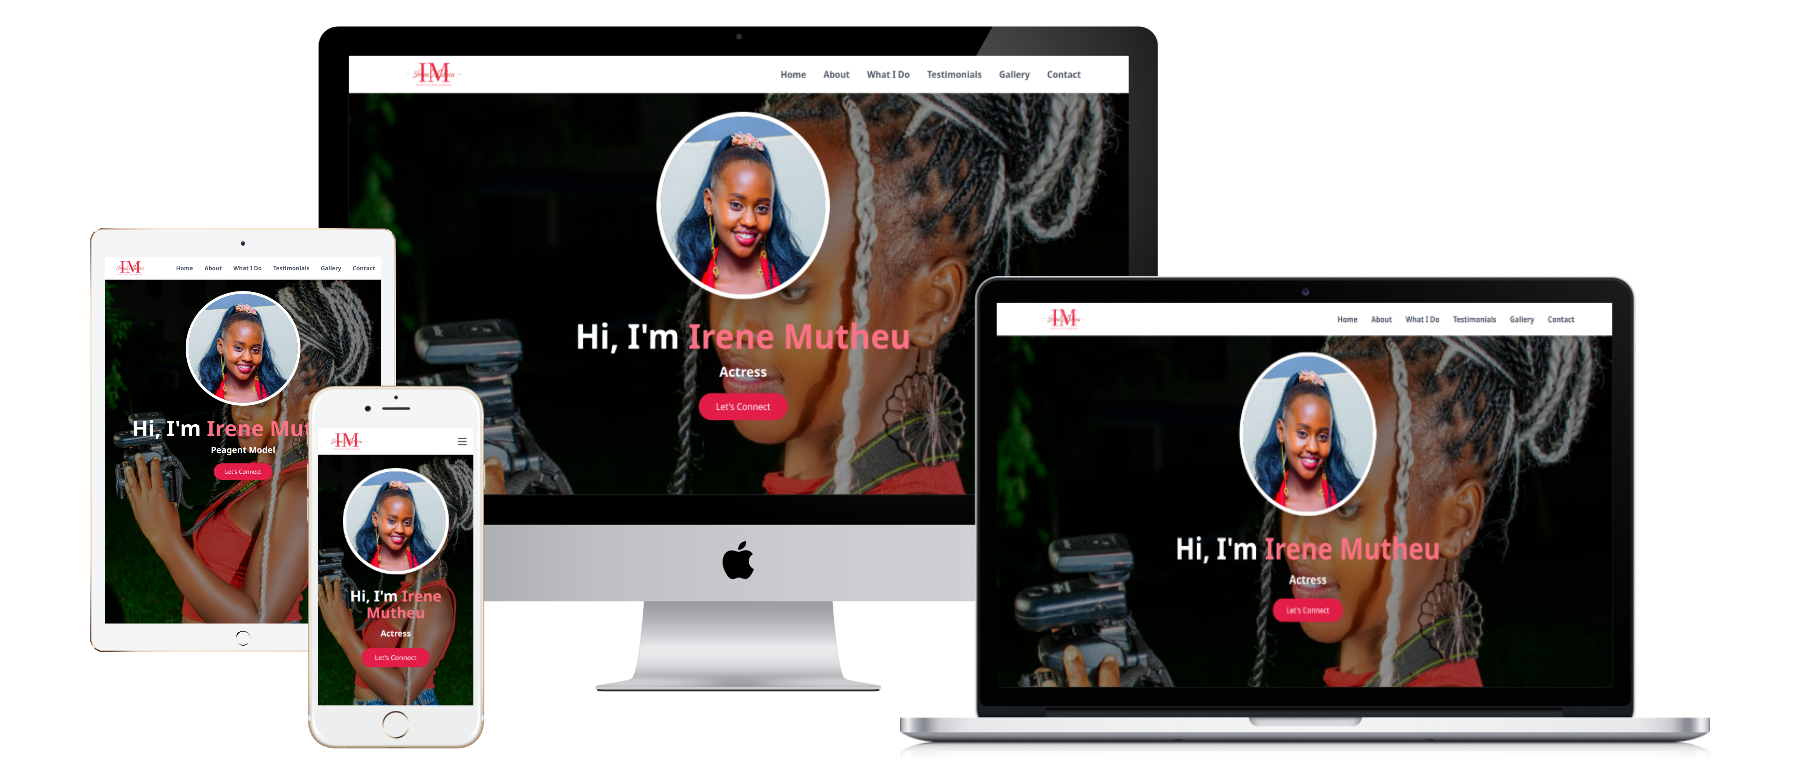 IM
Home About What I Do Testimonials Gallery Contact
Hi, I'm Irene Mutheu
Actress
Let's Connect
IM
Home About What I Do Testimonials Gallery Contact
Hi, I'm Irene Mut
Peagent Model
Let's Connect
IM
Hi, I'm Irene
Mutheu
Actress
Let's Connect
IM
Home About What I Do Testimonials Gallery Contact
Hi, I'm Irene Mutheu
Actress
Let's Connect